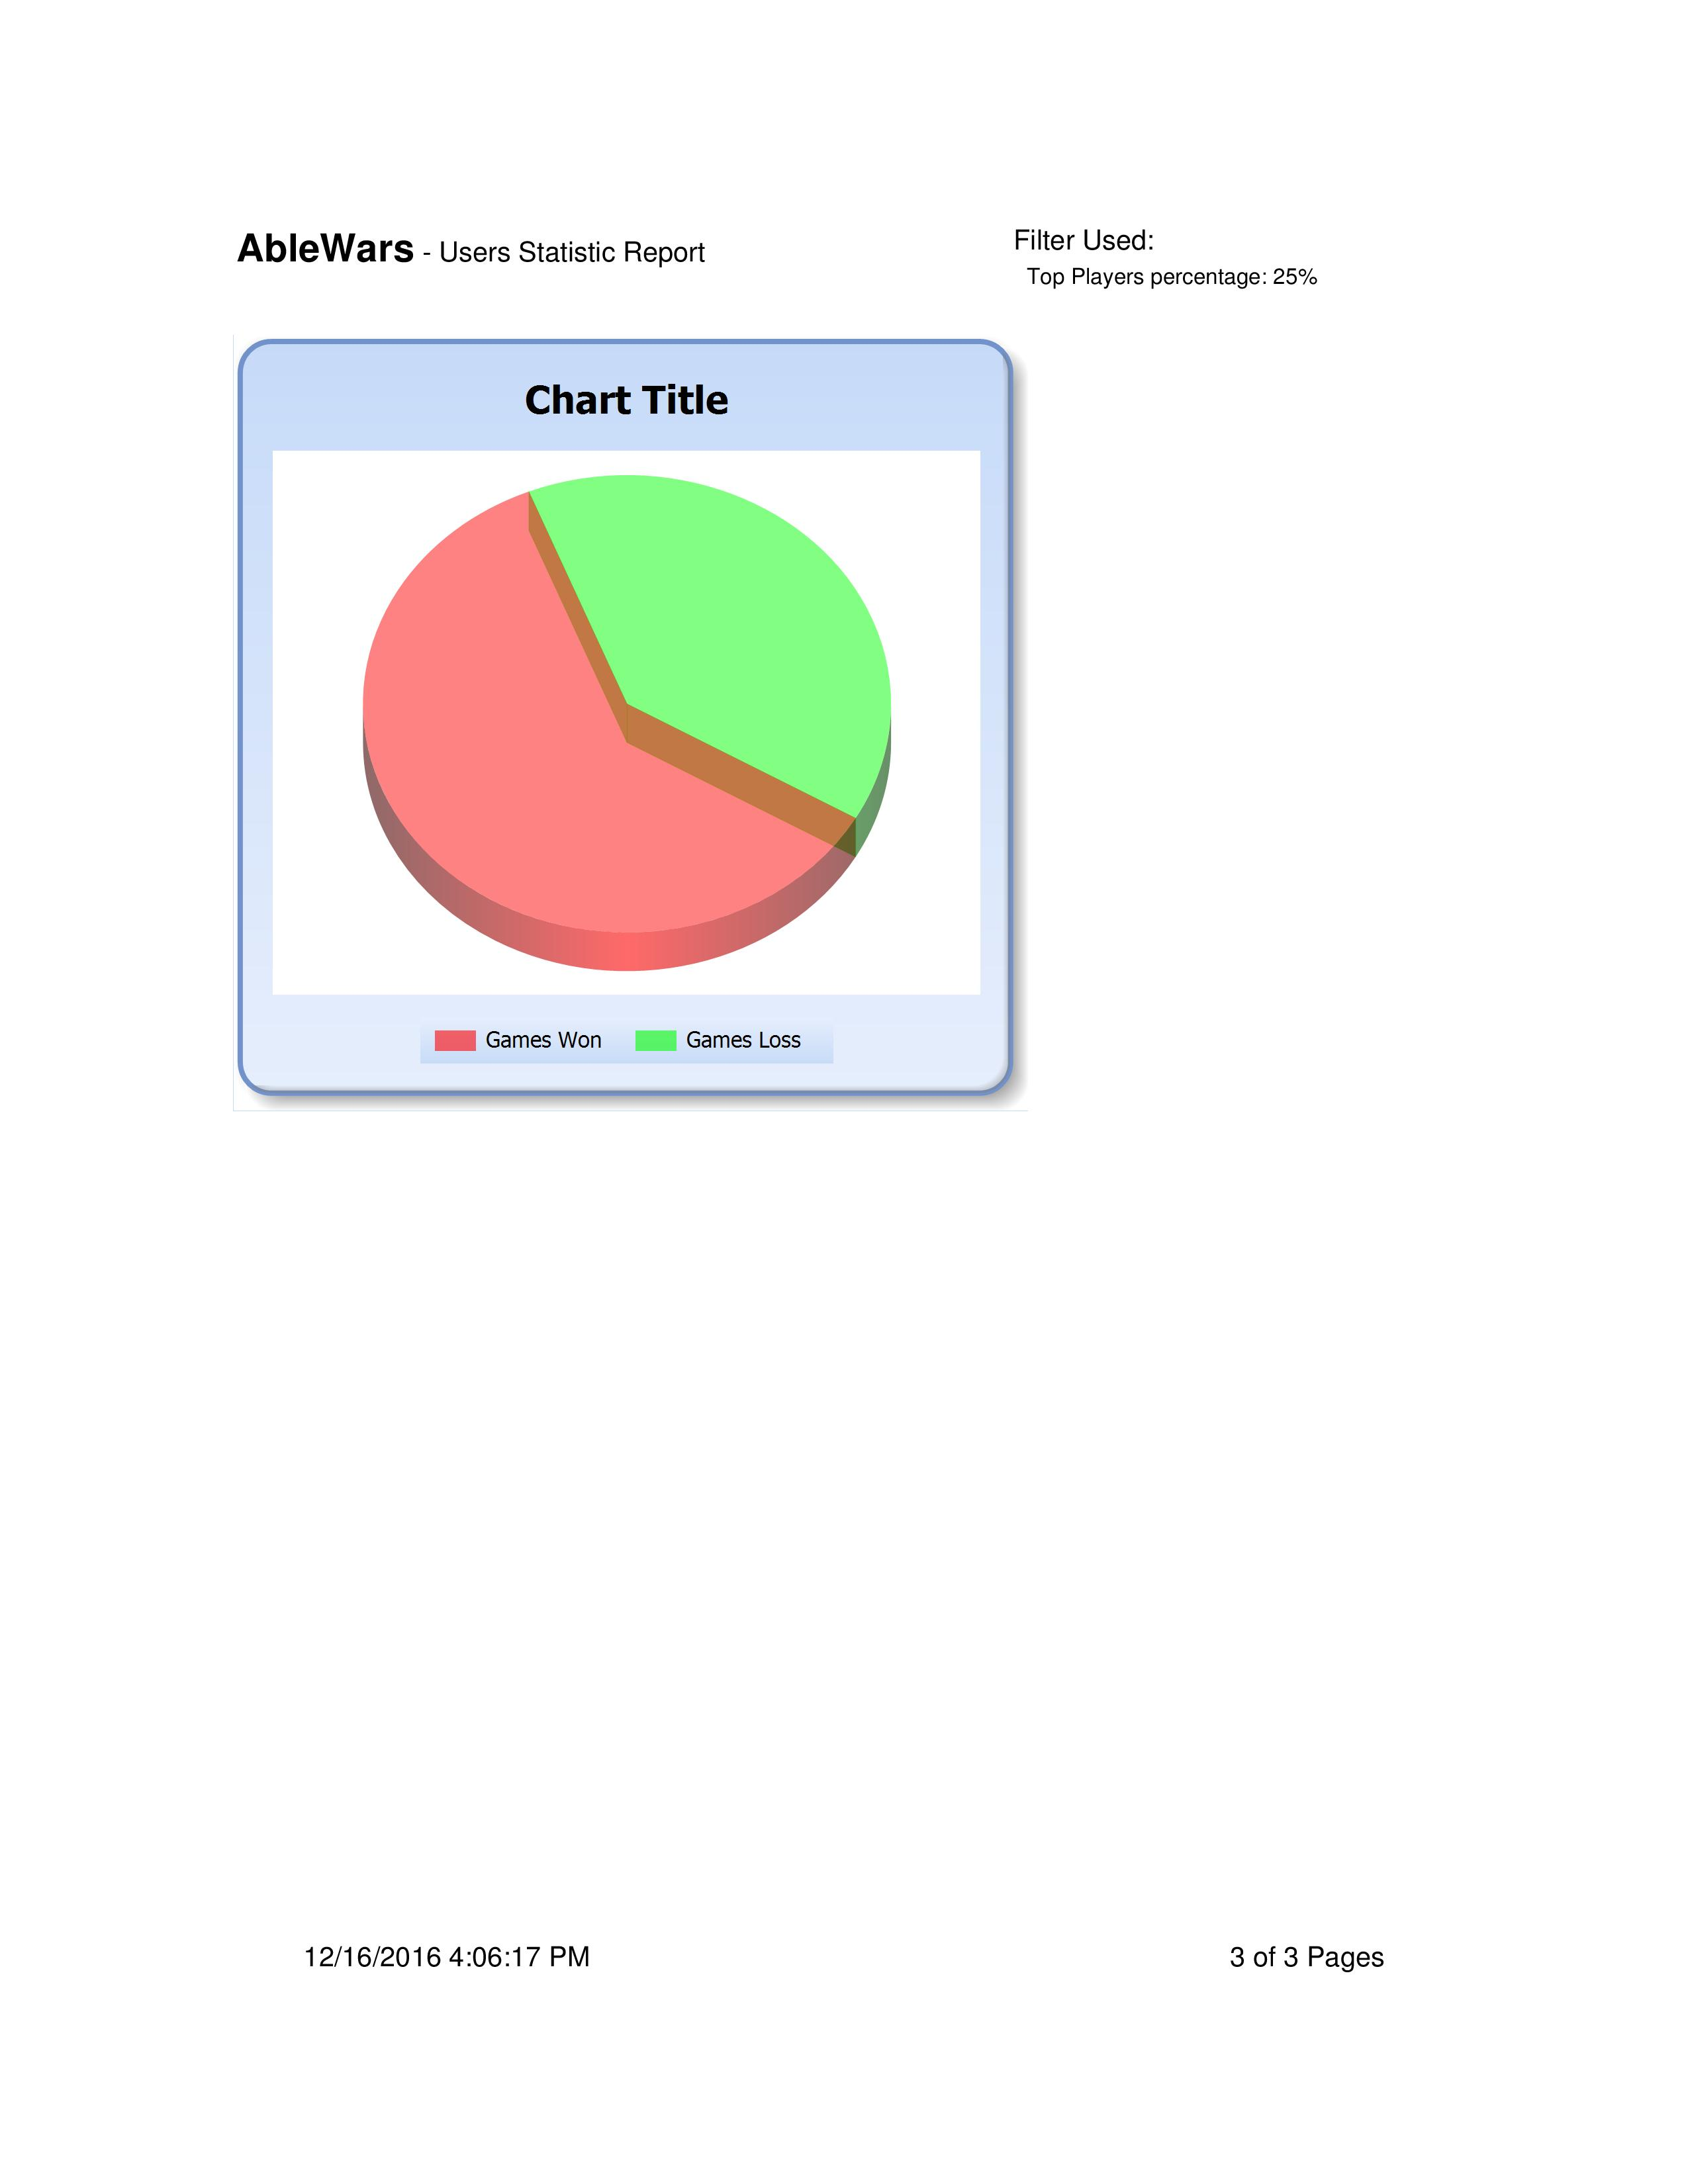 AbleWars - Users Statistic Report
Filter Used:
Top Players percentage: 25%
Chart Title
Games Won
Games Loss
12/16/2016 4:06:17 PM
3 of 3 Pages